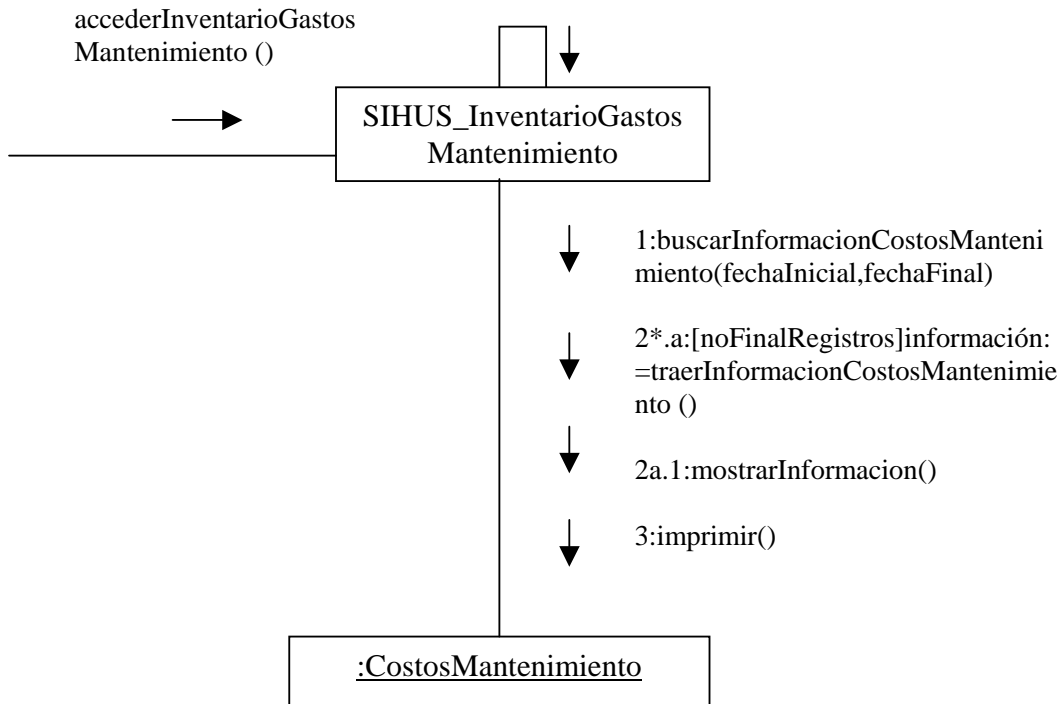 accederInventarioGastos
Mantenimiento ()
SIHUS_InventarioGastos
Mantenimiento
1:buscarInformacionCostosManteni
miento(fechaInicial,fechaFinal)
2*.a:[noFinalRegistros]información:
=traerInformacionCostosMantenimie
nto ()
2a.1:mostrarInformacion()
3:imprimir()
:CostosMantenimiento